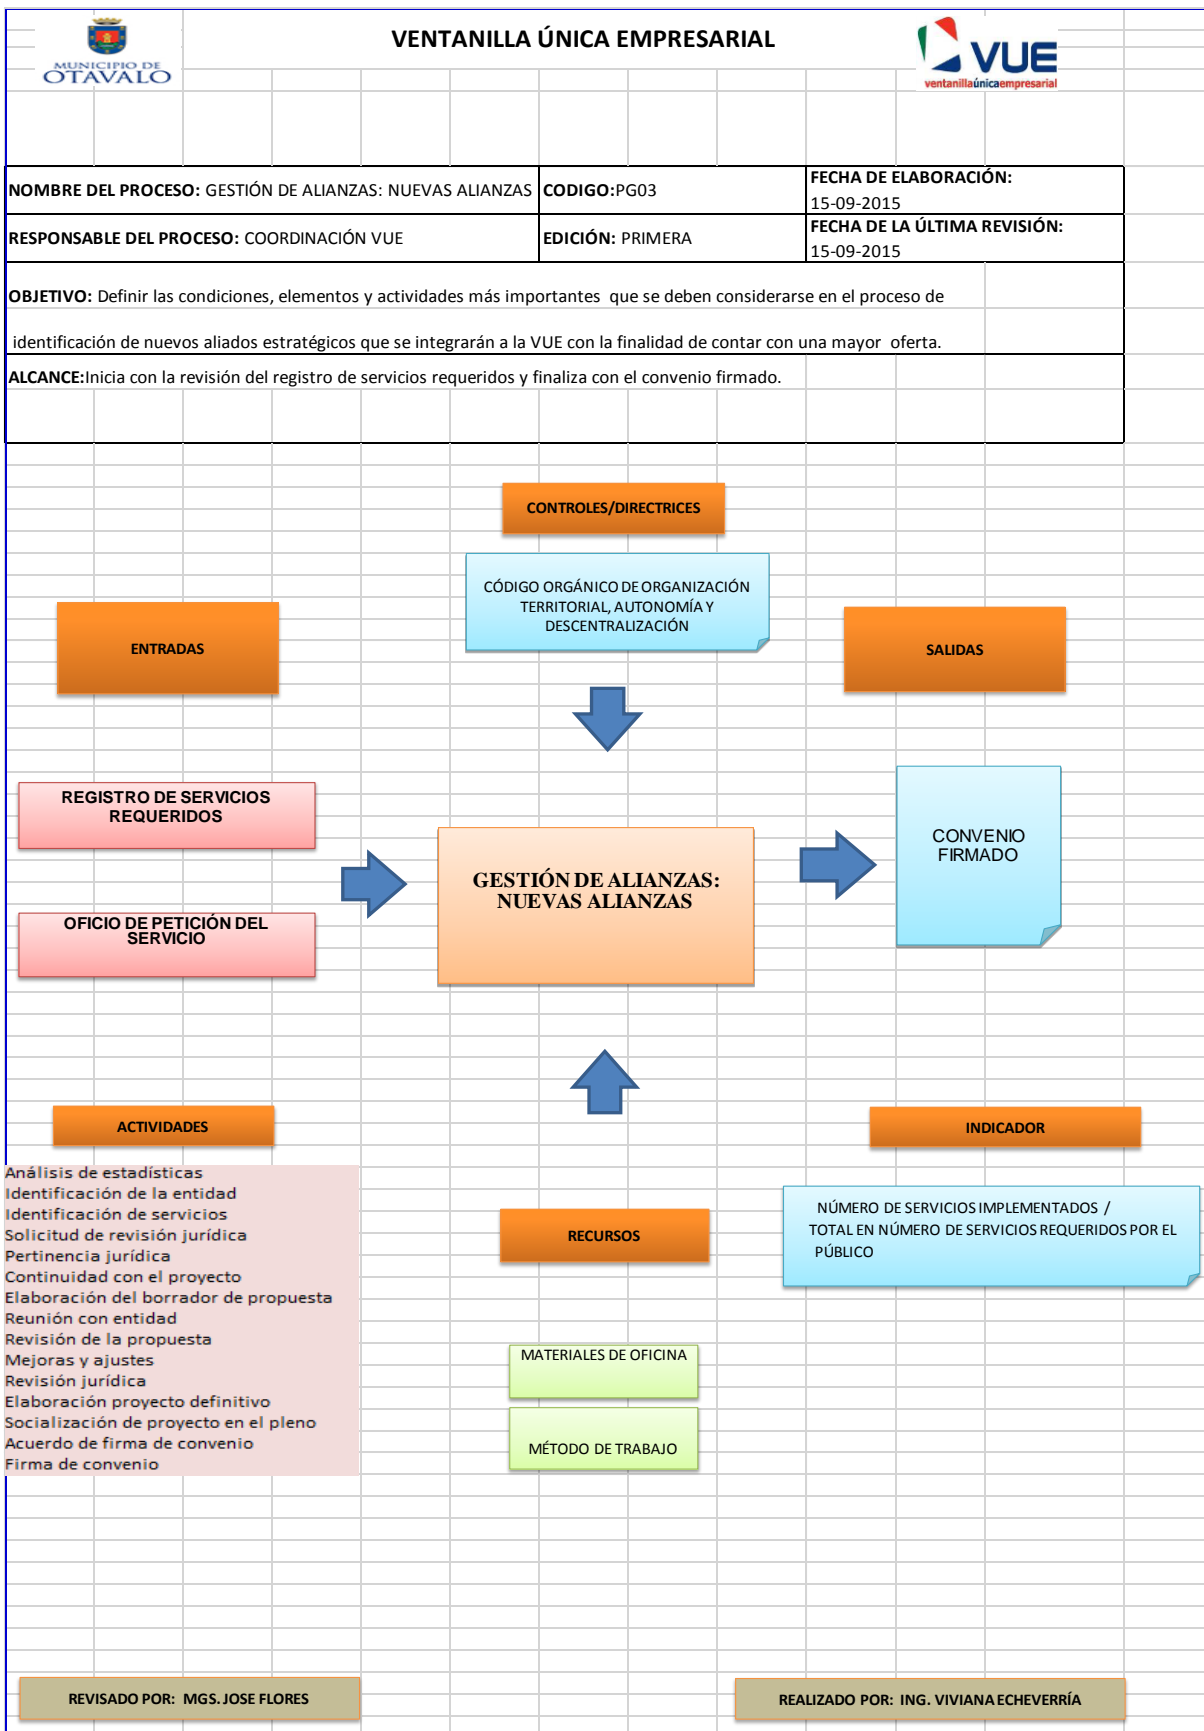 MUNICIPIO DE
OTAVALO
VENTANILLA ÚNICA EMPRESARIAL
VUE
ventanillaúnicaempresarial
NOMBRE DEL PROCESO: GESTIÓN DE ALIANZAS: NUEVAS ALIANZAS
CODIGO:PG03
FECHA DE ELABORACIÓN:
15-09-2015
RESPONSABLE DEL PROCESO: COORDINACIÓN VUE
EDICIÓN: PRIMERA
FECHA DE LA ÚLTIMA REVISIÓN:
15-09-2015
OBJETIVO: Definir las condiciones, elementos y actividades más importantes que se deben considerarse en el proceso de
identificación de nuevos aliados estratégicos que se integrarán a la VUE con la finalidad de contar con una mayor oferta.
ALCANCE:Inicia con la revisión del registro de servicios requeridos y finaliza con el convenio firmado.
CONTROLES/DIRECTRICES
CÓDIGO ORGÁNICO DE ORGANIZACIÓN
TERRITORIAL, AUTONOMÍA Y
DESCENTRALIZACIÓN
ENTRADAS
SALIDAS
REGISTRO DE SERVICIOS
REQUERIDOS
OFICIO DE PETICIÓN DEL
SERVICIO
GESTIÓN DE ALIANZAS:
NUEVAS ALIANZAS
CONVENIO
FIRMADO
ACTIVIDADES
Análisis de estadísticas
Identificación de la entidad
Identificación de servicios
Solicitud de revisión jurídica
Pertinencia jurídica
Continuidad con el proyecto
Elaboración del borrador de propuesta
Reunión con entidad
Revisión de la propuesta
Mejoras y ajustes
Revisión jurídica
Elaboración proyecto definitivo
Socialización de proyecto en el pleno
Acuerdo de firma de convenio
Firma de convenio
RECURSOS
MATERIALES DE OFICINA
MÉTODO DE TRABAJO
INDICADOR
NÚMERO DE SERVICIOS IMPLEMENTADOS /
TOTAL EN NÚMERO DE SERVICIOS REQUERIDOS POR EL
PÚBLICO
REVISADO POR: MGS. JOSE FLORES
REALIZADO POR: ING. VIVIANA ECHEVERRÍA